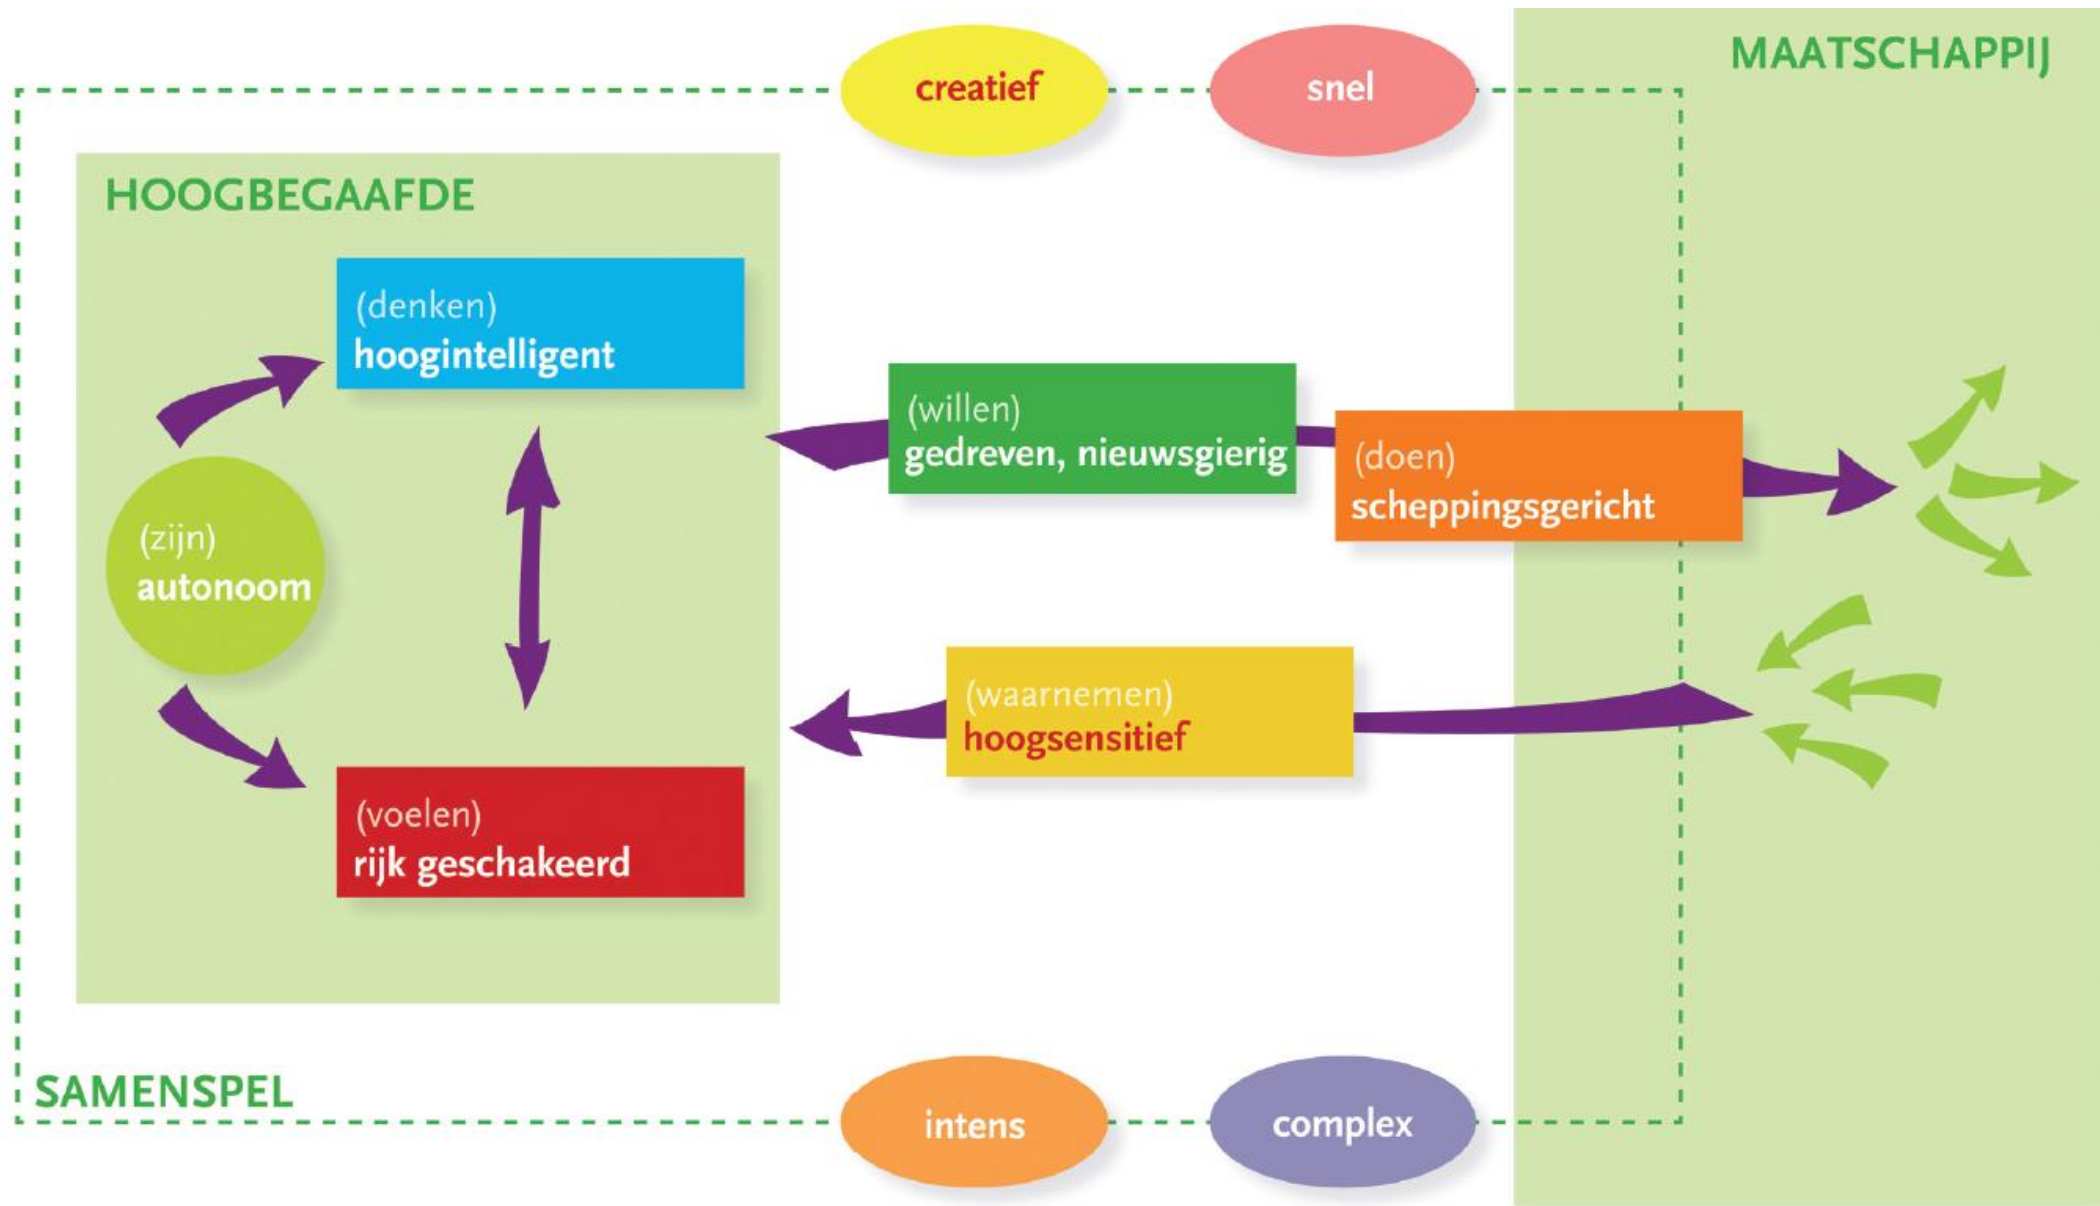 creatief
snel
MAATSCHAPPIJ
HOOGBEGAAFDE
(denken)
hoogintelligent
(willen)
gedreven, nieuwsgierig
(doen)
scheppingsgericht
(zijn)
autonoom
(waarnemen)
hoogsensitief
(voelen)
rijk geschakeerd
SAMENSPEL
intens
complex